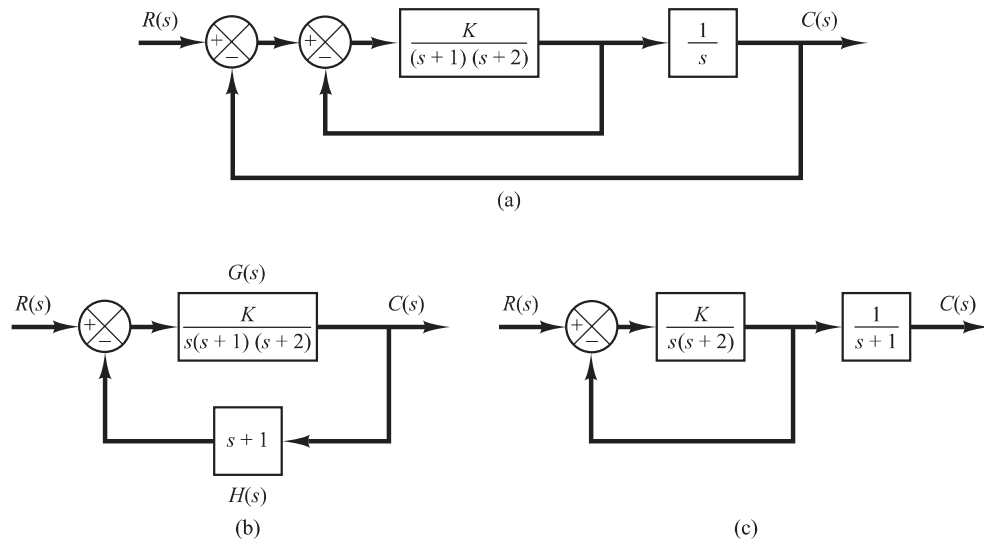 R(s)
+
−
+
−
K
(s + 1) (s + 2)
1
s
C(s)
(a)
G(s)
R(s)
+
−
K
s(s + 1) (s + 2)
C(s)
s + 1
H(s)
(b)
R(s)
+
−
K
s(s + 2)
1
s + 1
C(s)
(c)